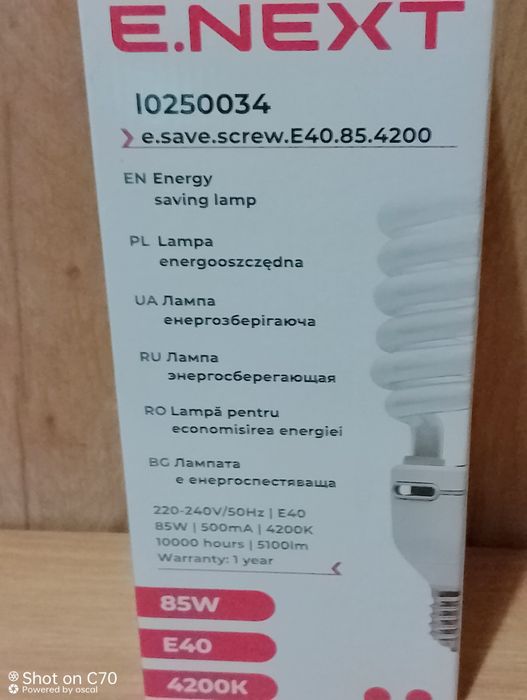 E.NEXT
I0250034
e.save.screw.E40.85.4200
EN Energy
saving lamp
PL Lampa
energooszczędna
UA Лампа
енергозберігаюча
RU Лампа
энергосберегающая
RO Lampă pentru
economisirea energiei
BG Лампата
е енергоспестяваща
220-240V/50Hz | E40
85W | 500mA | 4200K
10000 hours | 5100lm
Warranty: 1 year
85W
E40
4200K
Shot on C70
Powered by oscal